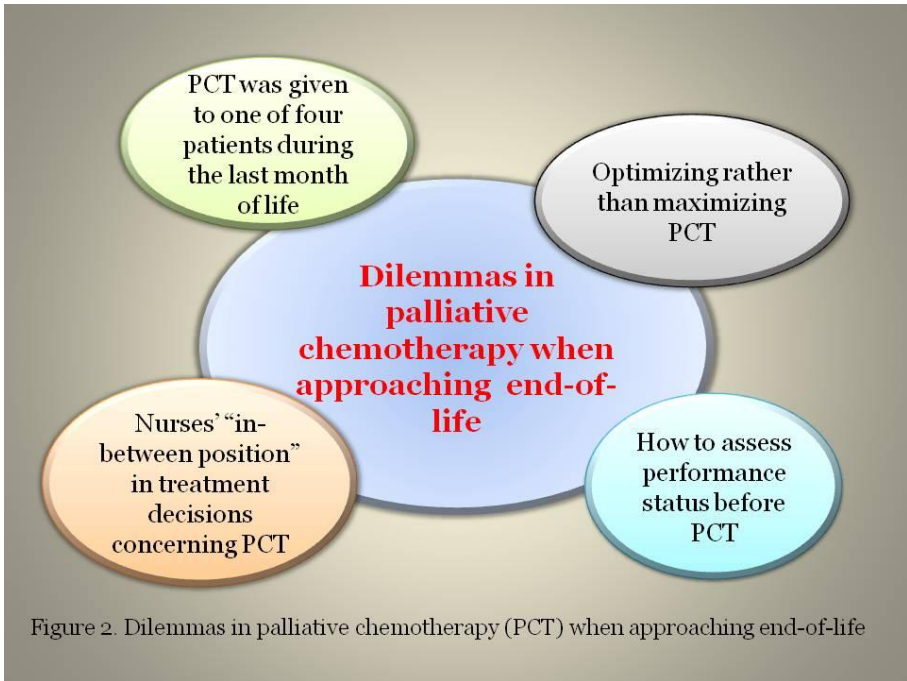 PCT was given
to one of four
patients during
the last month
of life
Optimizing rather
than maximizing
PCT
Dilemmas in
palliative
chemotherapy when
approaching end-of-
life
Nurses’ “in-
between position”
in treatment
decisions
concerning PCT
How to assess
performance
status before
PCT
Figure 2. Dilemmas in palliative chemotherapy (PCT) when approaching end-of-life